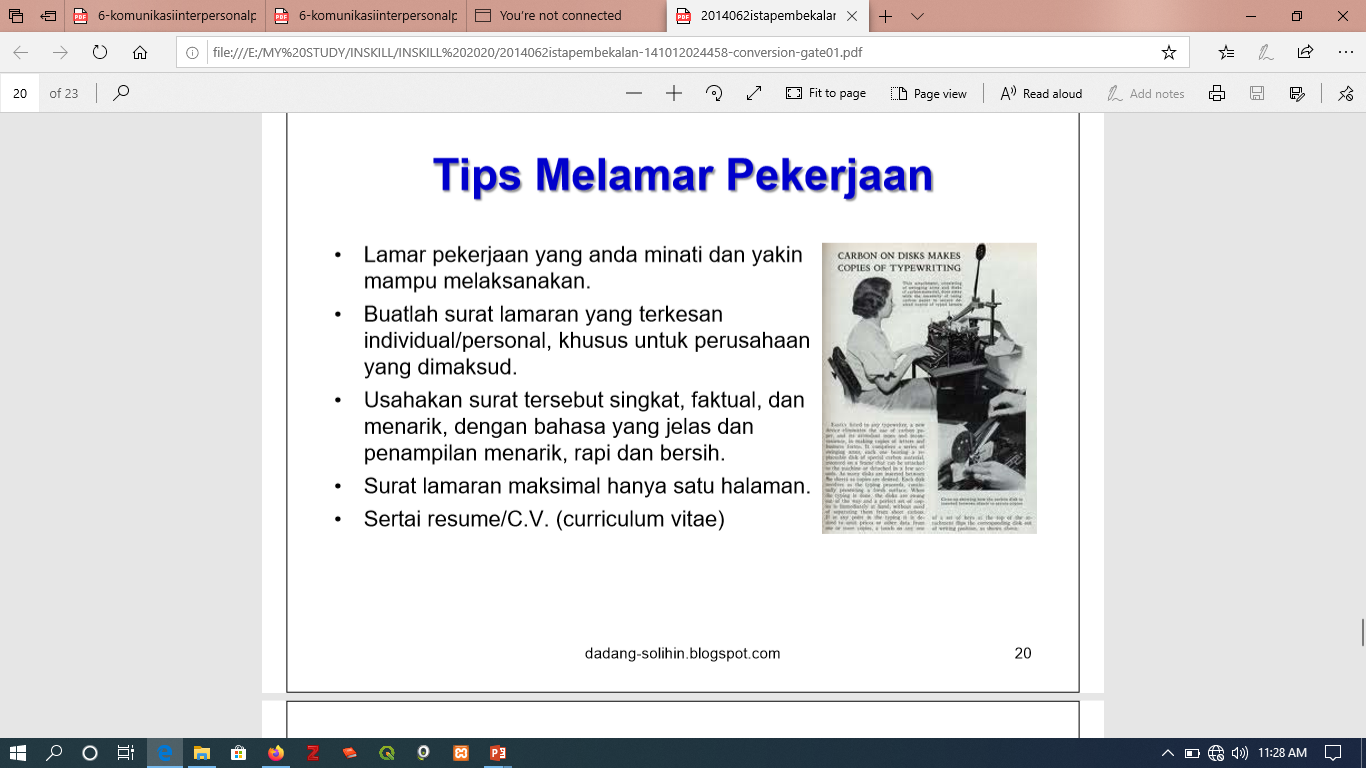 6-komunikasiinterpersonalp
6-komunikasiinterpersonalp
You're not connected
2014062istapembekalan
file:///E:/MY%20STUDY/INSKILL/INSKILL%202020/2014062istapembekalan-141012024458-conversion-gate01.pdf
20 of 23
Fit to page
Page view
Read aloud
Add notes
Tips Melamar Pekerjaan
• Lamar pekerjaan yang anda minati dan yakin
mampu melaksanakan.
• Buatlah surat lamaran yang terkesan
individual/personal, khusus untuk perusahaan
yang dimaksud.
• Usahakan surat tersebut singkat, faktual, dan
menarik, dengan bahasa yang jelas dan
penampilan menarik, rapi dan bersih.
• Surat lamaran maksimal hanya satu halaman.
• Sertai resume/C.V. (curriculum vitae)
CARBON ON DISKS MAKES
COPIES OF TYPEWRITING
dadang-solihin.blogspot.com
20
11:28 AM